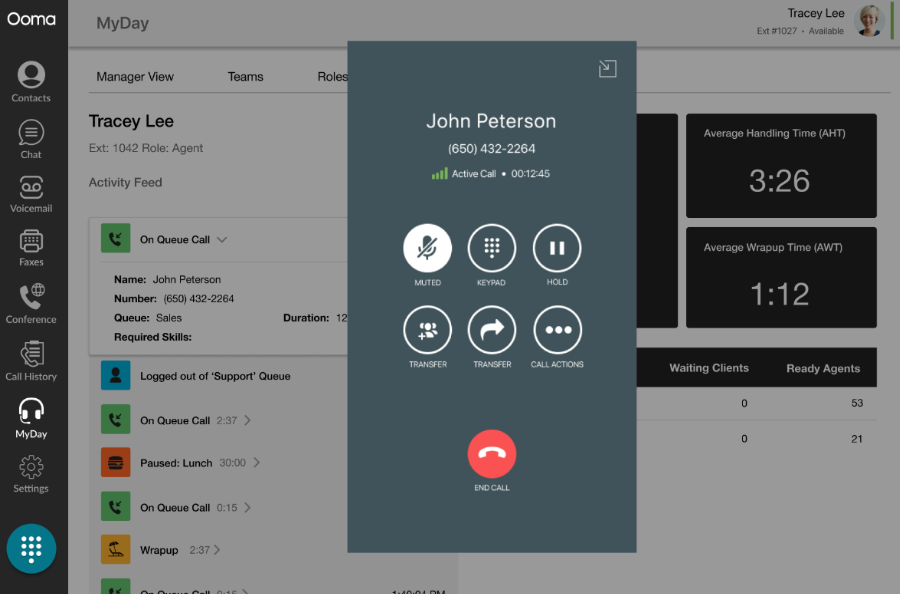 Ooma
MyDay
Tracey Lee
Ext #1027 • Available
Contacts
Chat
Voicemail
Faxes
Conference
Call History
MyDay
Settings
Manager View
Teams
Roles
Tracey Lee
Ext: 1042 Role: Agent
Activity Feed
On Queue Call
Name: John Peterson
Number: (650) 432-2264
Queue: Sales
Duration: 12
Required Skills:
Logged out of ‘Support’ Queue
On Queue Call 2:37
Paused: Lunch 30:00
On Queue Call 0:15
Wrapup 2:37
On Queue Call
John Peterson
(650) 432-2264
Active Call • 00:12:45
MUTED
KEYPAD
HOLD
TRANSFER
TRANSFER
CALL ACTIONS
END CALL
Average Handling Time (AHT)
3:26
Average Wrapup Time (AWT)
1:12
Waiting Clients
Ready Agents
0 53
0 21